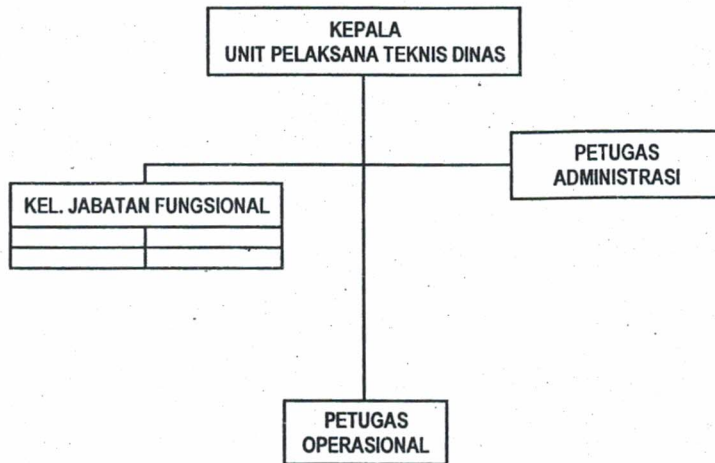 KEPALA
UNIT PELAKSANA TEKNIS DINAS
PETUGAS
ADMINISTRASI
KEL. JABATAN FUNGSIONAL
PETUGAS
OPERASIONAL